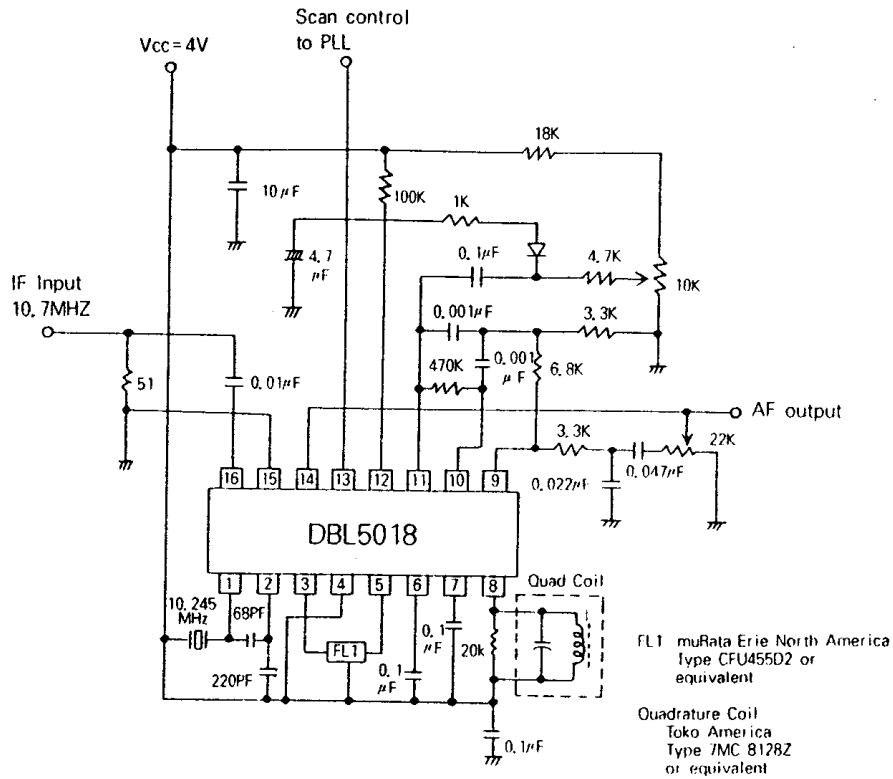 Scan control
to PLL
Vcc = 4V
18K
10μF
100K
1K
4.7
μF
0.1μF
4.7K
10K
IF Input
10.7MHZ
0.001μF
3.3K
470K
0.001
μF
6.8K
51
0.01μF
AF output
3.3K
22K
0.047μF
0.022μF
16
15
14
13
12
11
10
9
DBL5018
1
2
3
4
5
6
7
8
Quad Coil
10.245
MHz
68PF
FL1
0.1
μF
20k
0.1
μF
220PF
0.1μF
FL1 muRata Erie North America
Type CFU455D2 or
equivalent
Quadrature Coil
Toko America
Type 7MC 8128Z
or equivalent